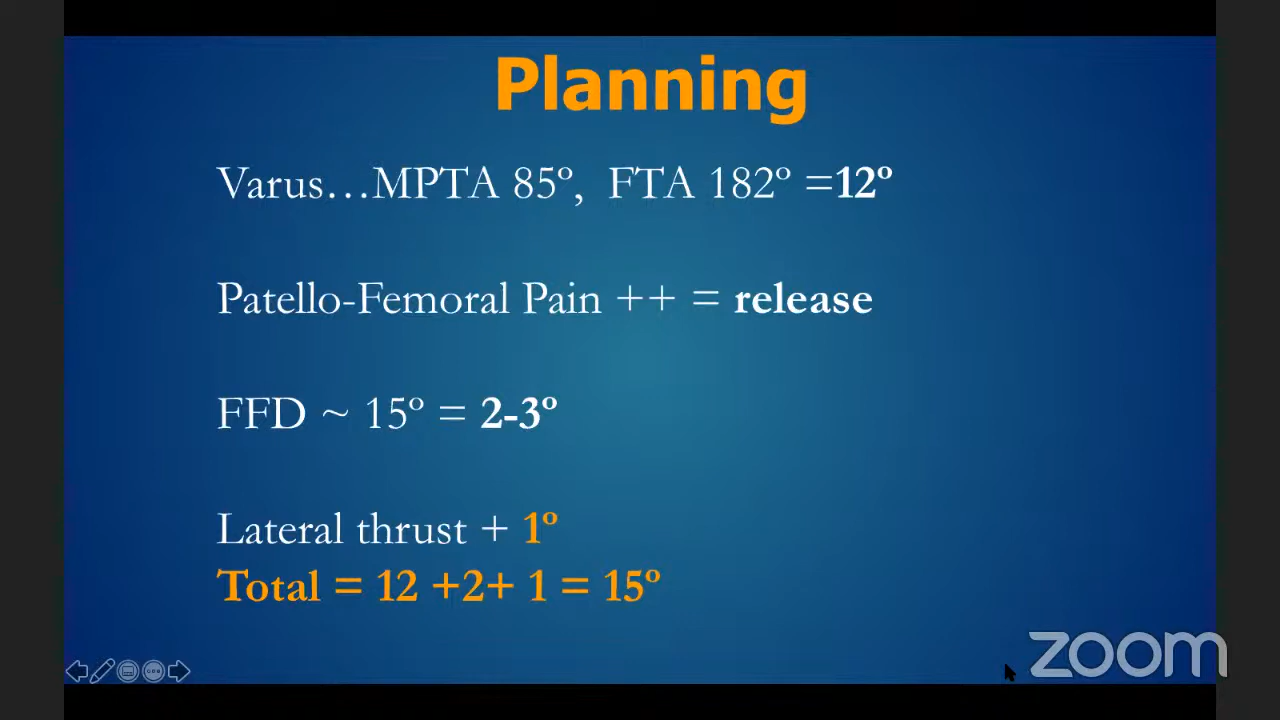 Planning
Varus…MPTA 85º, FTA 182º =12º
Patello-Femoral Pain ++ = release
FFD ~ 15º = 2-3º
Lateral thrust + 1º
Total = 12 +2+ 1 = 15º
zoom